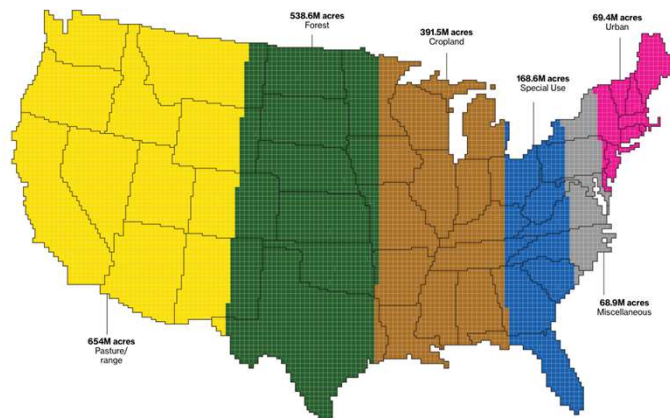 538.6M acres
Forest
391.5M acres
Cropland
69.4M acres
Urban
168.6M acres
Special Use
68.9M acres
Miscellaneous
654M acres
Pasture/
range